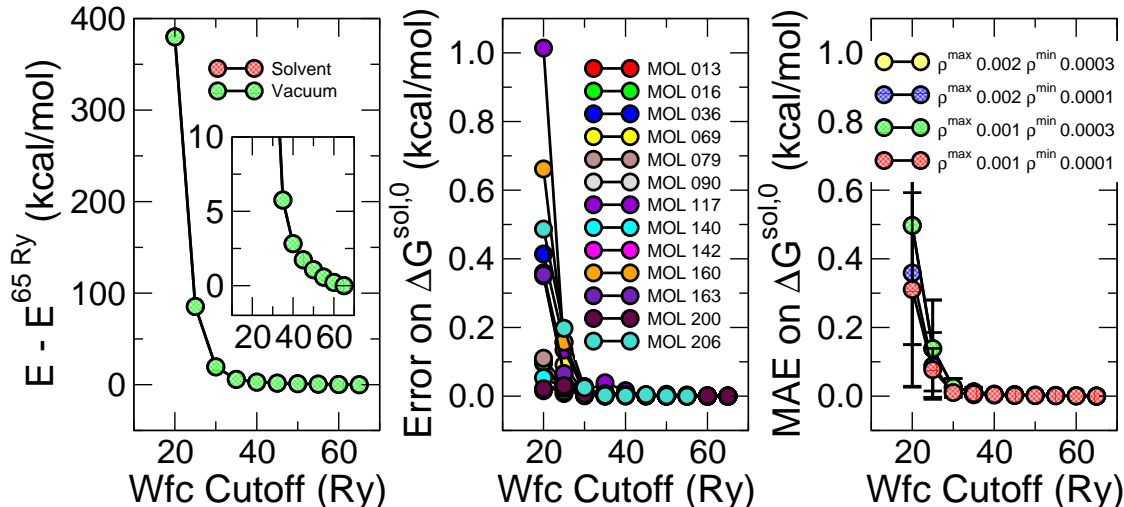 E - E^65 Ry (kcal/mol)
400
300
200
100
0
20
40
60
Wfc Cutoff (Ry)
Solvent
Vacuum
10
5
0
20
40
60
Error on ΔG^sol,0 (kcal/mol)
1.0
0.8
0.6
0.4
0.2
0.0
20
40
60
Wfc Cutoff (Ry)
MOL 013
MOL 016
MOL 036
MOL 069
MOL 079
MOL 090
MOL 117
MOL 140
MOL 142
MOL 160
MOL 163
MOL 200
MOL 206
MAE on ΔG^sol,0 (kcal/mol)
1.0
0.8
0.6
0.4
0.2
0.0
20
40
60
Wfc Cutoff (Ry)
ρ^max 0.002 ρ^min 0.0003
ρ^max 0.002 ρ^min 0.0001
ρ^max 0.001 ρ^min 0.0003
ρ^max 0.001 ρ^min 0.0001